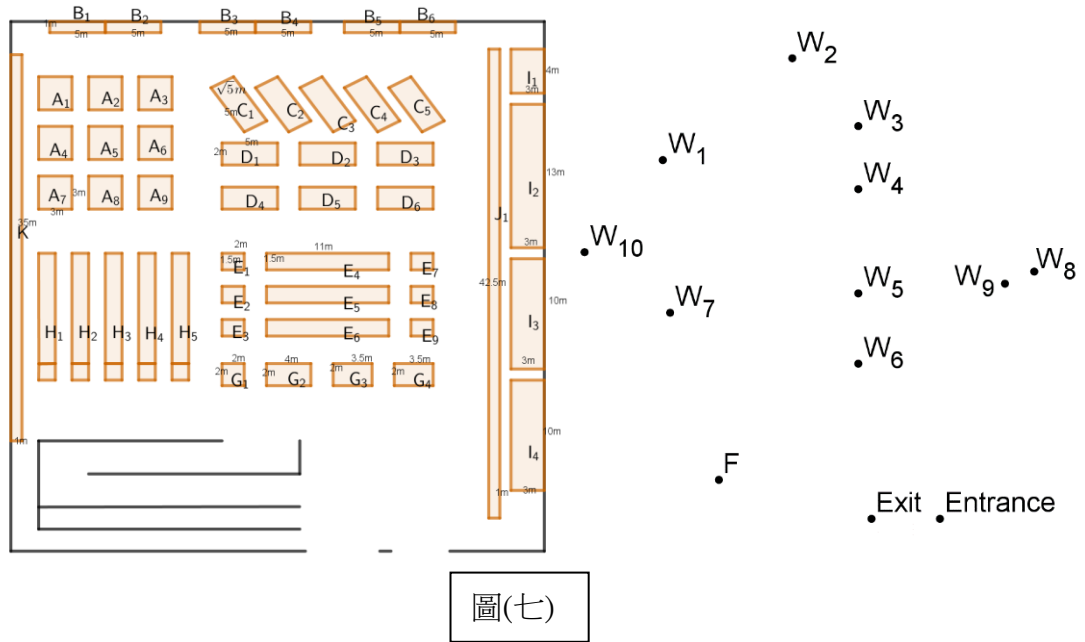 B₁ B₂ B₃ B₄ B₅ B₆
1m 5m 5m 5m 5m 5m 5m
A₁ A₂ A₃
√5m
5m
C₁ C₂ C₃ C₄ C₅
I₁
4m
3m
A₄ A₅ A₆
5m
2m
D₁ D₂ D₃
I₂
13m
A₇ A₈ A₉
3m
3m
D₄ D₅ D₆
J₁
K
35m
3m
2m 11m
1.5m 1.5m
E₁ E₄ E₇
42.5m
E₂ E₅ E₈
10m
E₃ E₆ E₉
I₃
H₁ H₂ H₃ H₄ H₅
2m 4m 3.5m 3.5m
3m
2m 2m 2m 2m
G₁ G₂ G₃ G₄
1m
10m
I₄
1m 3m
W₂
W₃
W₁
W₄
W₁₀
W₈
W₉
W₅
W₇
W₆
F
Exit Entrance
圖(七)